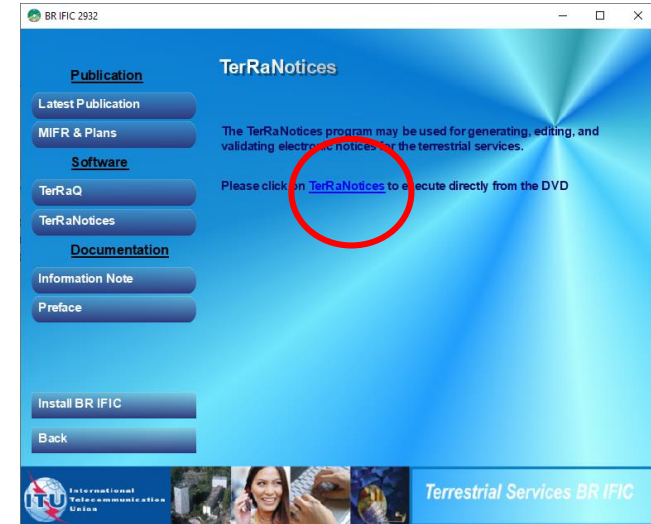 BR IFIC 2932
Publication
Latest Publication
MIFR & Plans
Software
TerRaQ
TerRaNotices
Documentation
Information Note
Preface
Install BR IFIC
Back
TerRaNotices
The TerRaNotices program may be used for generating, editing, and
validating electronic notices for the terrestrial services.
Please click on TerRaNotices to execute directly from the DVD
ITU
International
Telecommunication
Union
Terrestrial Services BR IFIC